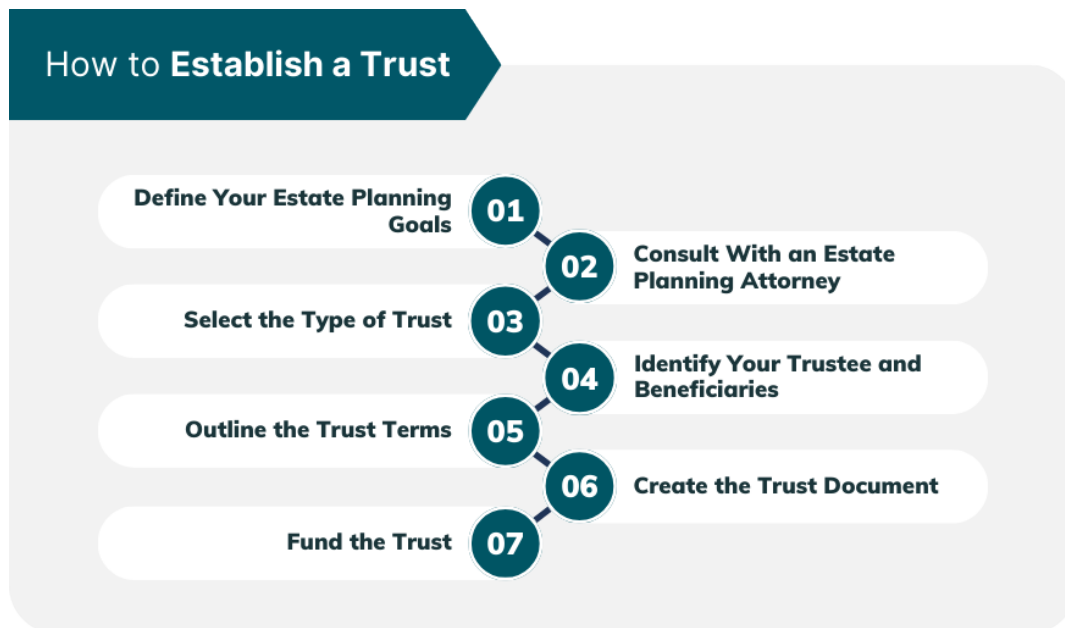 How to Establish a Trust
01
Define Your Estate Planning
Goals
02
Consult With an Estate
Planning Attorney
03
Select the Type of Trust
04
Identify Your Trustee and
Beneficiaries
05
Outline the Trust Terms
06
Create the Trust Document
07
Fund the Trust